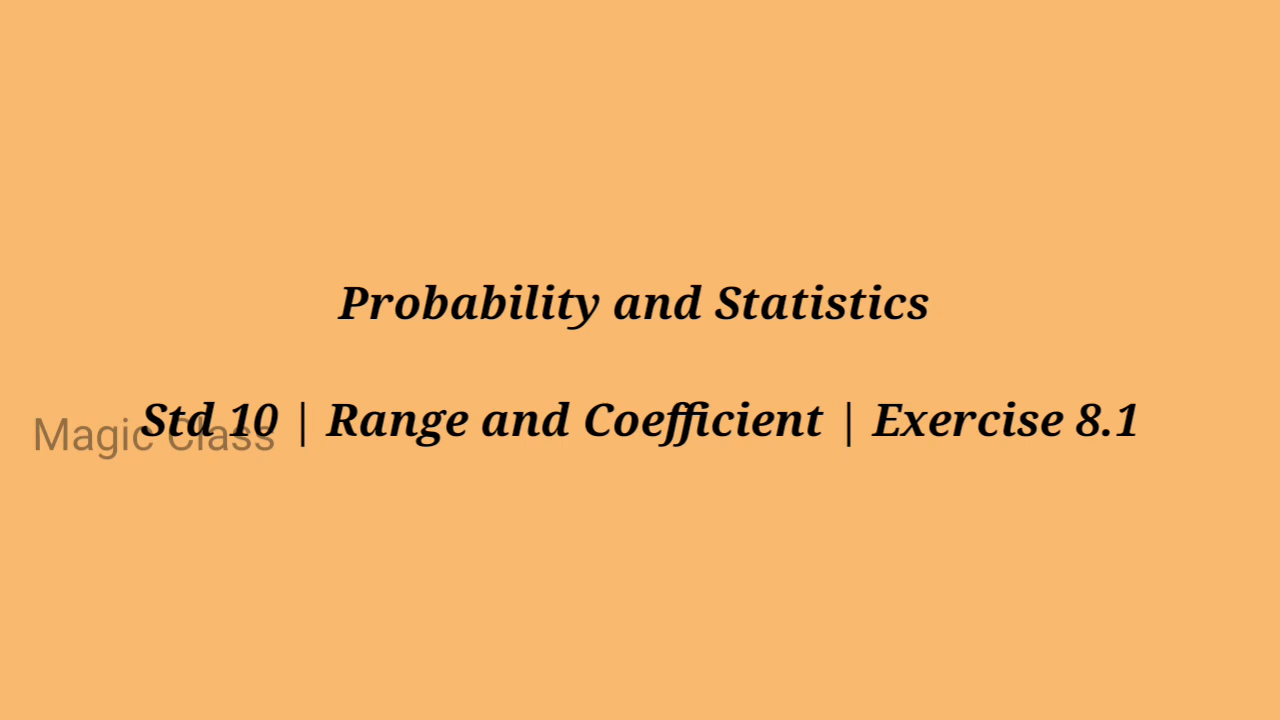 Probability and Statistics
Std 10 | Range and Coefficient | Exercise 8.1
Magic Class